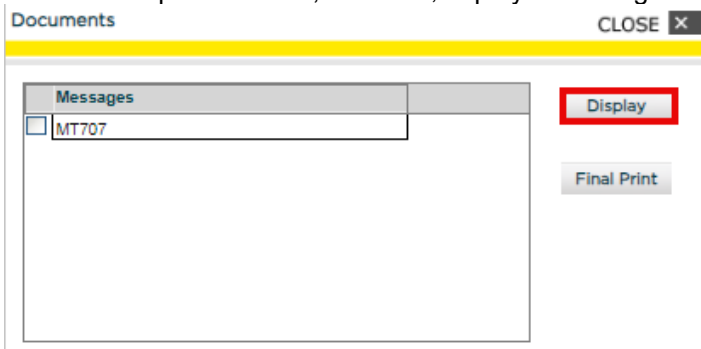 Documents
CLOSE X
Messages
Display
MT707
Final Print